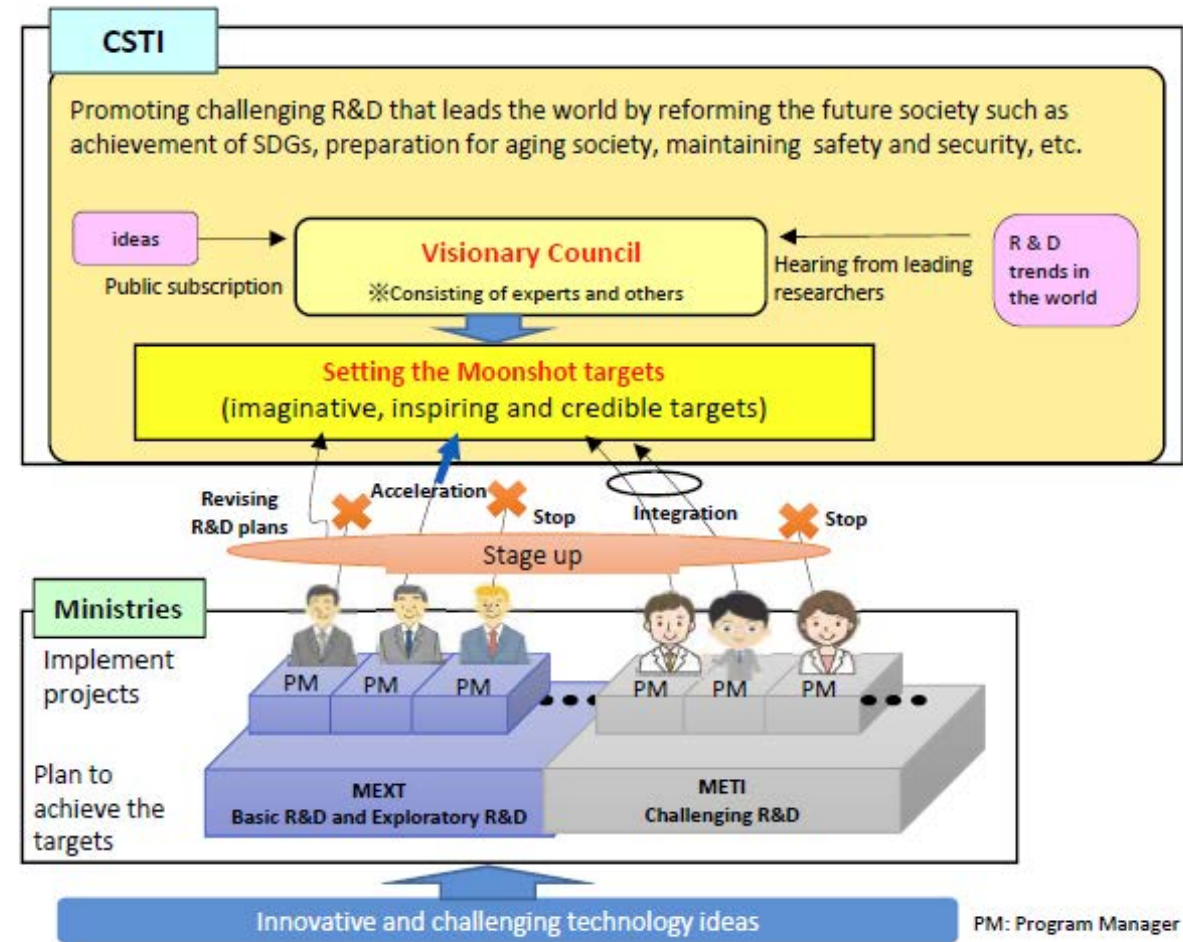 CSTI
Promoting challenging R&D that leads the world by reforming the future society such as
achievement of SDGs, preparation for aging society, maintaining safety and security, etc.
ideas
Public subscription
Visionary Council
※Consisting of experts and others
Hearing from leading
researchers
R & D
trends in
the world
Setting the Moonshot targets
(imaginative, inspiring and credible targets)
Revising
R&D plans
Acceleration
Stop
Integration
Stop
Stage up
Ministries
Implement
projects
PM PM PM PM PM PM
Plan to
achieve the
targets
MEXT
Basic R&D and Exploratory R&D
METI
Challenging R&D
Innovative and challenging technology ideas
PM: Program Manager